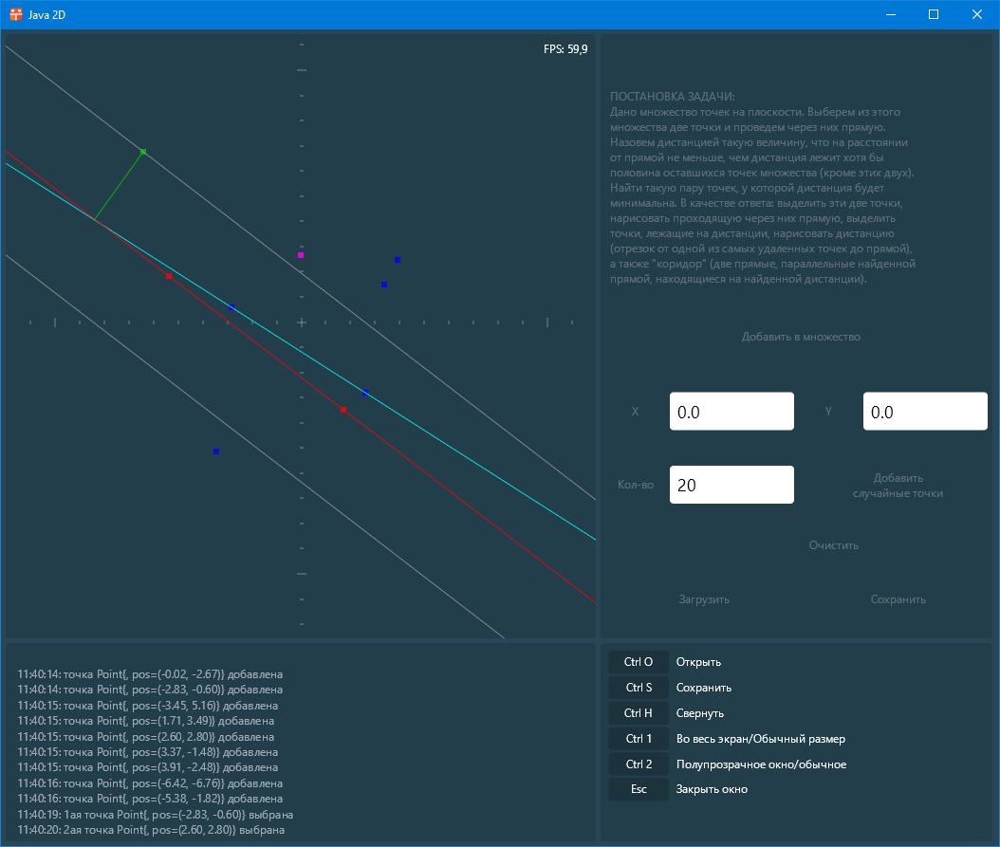 Java 2D
FPS: 59,9
ПОСТАНОВКА ЗАДАЧИ:
Дано множество точек на плоскости. Выберем из этого
множества две точки и проведем через них прямую.
Назовем дистанцией такую величину, что на расстоянии
от прямой не меньше, чем дистанция лежит хотя бы
половина оставшихся точек множества (кроме этих двух).
Найти такую пару точек, у которой дистанция будет
минимальна. В качестве ответа: выделить эти две точки,
нарисовать проходящую через них прямую, выделить
точки, лежащие на дистанции, нарисовать дистанцию
(отрезок от одной из самых удаленных точек до прямой),
а также "коридор" (две прямые, параллельные найденной
прямой, находящиеся на найденной дистанции).
Добавить в множество
X
0.0
Y
0.0
Кол-во
20
Добавить
случайные точки
Очистить
Загрузить
Сохранить
11:40:14: точка Point{, pos=(-0.02, -2.67)} добавлена
11:40:14: точка Point{, pos=(-2.83, -0.60)} добавлена
11:40:15: точка Point{, pos=(-3.45, 5.16)} добавлена
11:40:15: точка Point{, pos=(1.71, 3.49)} добавлена
11:40:15: точка Point{, pos=(2.60, 2.80)} добавлена
11:40:15: точка Point{, pos=(3.37, -1.48)} добавлена
11:40:15: точка Point{, pos=(3.91, -2.48)} добавлена
11:40:16: точка Point{, pos=(-6.42, -6.76)} добавлена
11:40:16: точка Point{, pos=(-5.38, -1.82)} добавлена
11:40:19: 1ая точка Point{, pos=(-2.83, -0.60)} выбрана
11:40:20: 2ая точка Point{, pos=(2.60, 2.80)} выбрана
Ctrl O Открыть
Ctrl S Сохранить
Ctrl H Свернуть
Ctrl 1 Во весь экран/Обычный размер
Ctrl 2 Полупрозрачное окно/обычное
Esc Закрыть окно